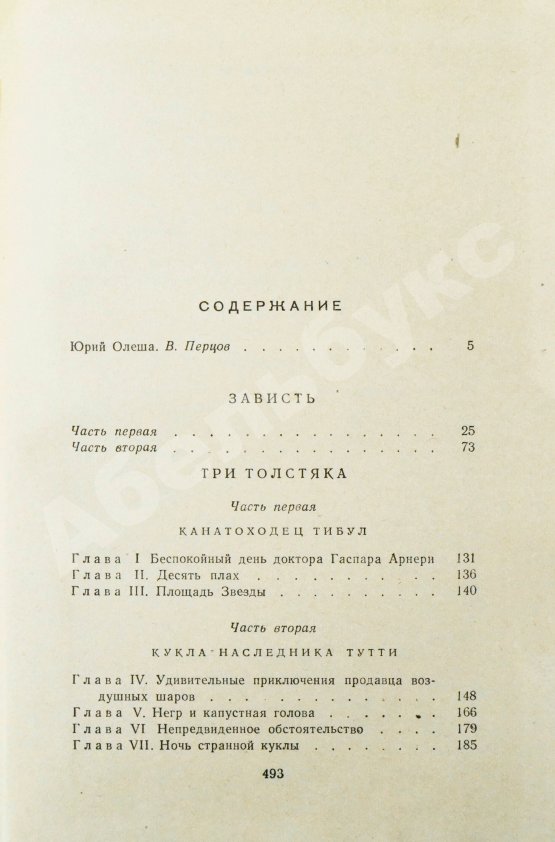 СОДЕРЖАНИЕ
Юрий Олеша. В. Перцов . . . . . . . . . . . . 5
ЗАВИСТЬ
Часть первая . . . . . . . . . . . . . . . . 25
Часть вторая . . . . . . . . . . . . . . . . 73
ТРИ ТОЛСТЯКА
Часть первая
КАНАТОХОДЕЦ ТИБУЛ
Глава I Беспокойный день доктора Гаспара Арнери 131
Глава II. Десять плах . . . . . . . . . . . 136
Глава III. Площадь Звезды . . . . . . . . . . 140
Часть вторая
КУКЛА НАСЛЕДНИКА ТУТТИ
Глава IV. Удивительные приключения продавца воз-
душных шаров . . . . . . . . . . . . . 148
Глава V. Негр и капустная голова . . . . . . . 166
Глава VI Непредвиденное обстоятельство . . . . 179
Глава VII. Ночь странной куклы . . . . . . . . 185
493
Абельбукс